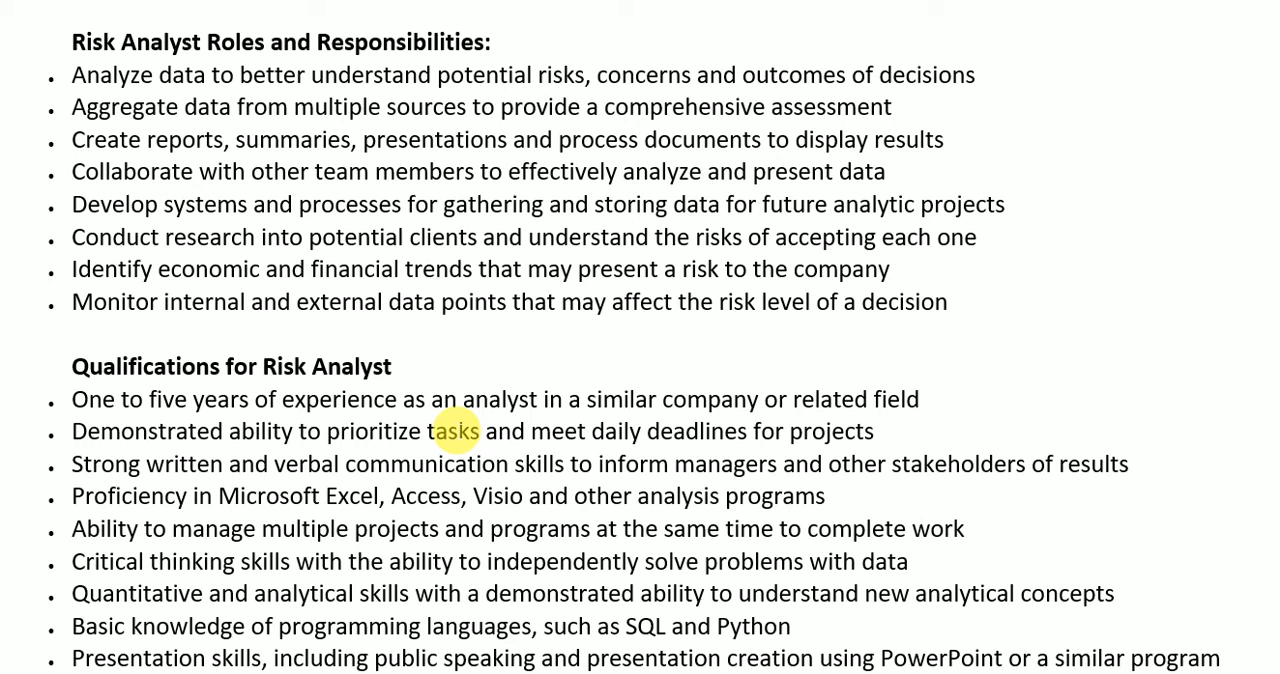 Risk Analyst Roles and Responsibilities:
• Analyze data to better understand potential risks, concerns and outcomes of decisions
• Aggregate data from multiple sources to provide a comprehensive assessment
• Create reports, summaries, presentations and process documents to display results
• Collaborate with other team members to effectively analyze and present data
• Develop systems and processes for gathering and storing data for future analytic projects
• Conduct research into potential clients and understand the risks of accepting each one
• Identify economic and financial trends that may present a risk to the company
• Monitor internal and external data points that may affect the risk level of a decision
Qualifications for Risk Analyst
• One to five years of experience as an analyst in a similar company or related field
• Demonstrated ability to prioritize tasks and meet daily deadlines for projects
• Strong written and verbal communication skills to inform managers and other stakeholders of results
• Proficiency in Microsoft Excel, Access, Visio and other analysis programs
• Ability to manage multiple projects and programs at the same time to complete work
• Critical thinking skills with the ability to independently solve problems with data
• Quantitative and analytical skills with a demonstrated ability to understand new analytical concepts
• Basic knowledge of programming languages, such as SQL and Python
• Presentation skills, including public speaking and presentation creation using PowerPoint or a similar program